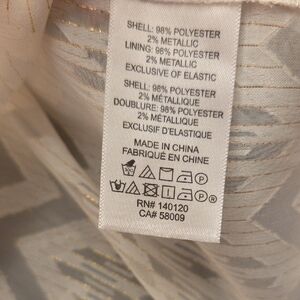 SHELL: 98% POLYESTER
2% METALLIC
LINING: 98% POLYESTER
2% METALLIC
EXCLUSIVE OF ELASTIC
SHELL: 98% POLYESTER
2% MÉTALLIQUE
DOUBLURE: 98% POLYESTER
2% MÉTALLIQUE
EXCLUSIF D'ELASTIQUE
MADE IN CHINA
FABRIQUÉ EN CHINE
P
P
RN# 140120
CA# 58009